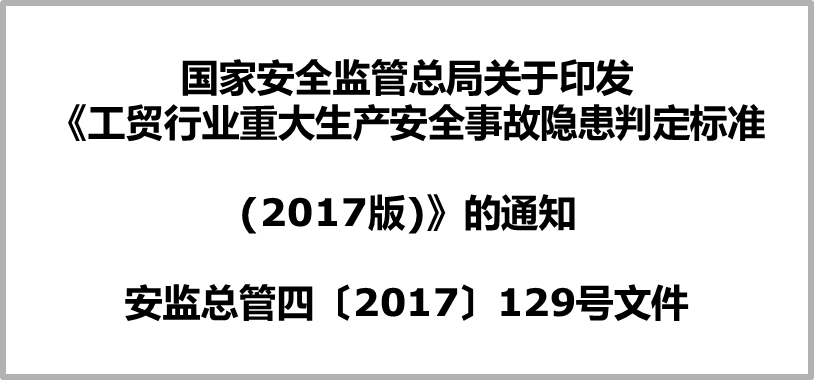 国家安全监管总局关于印发
《工贸行业重大生产安全事故隐患判定标准
(2017版)》的通知
安监总管四〔2017〕129号文件